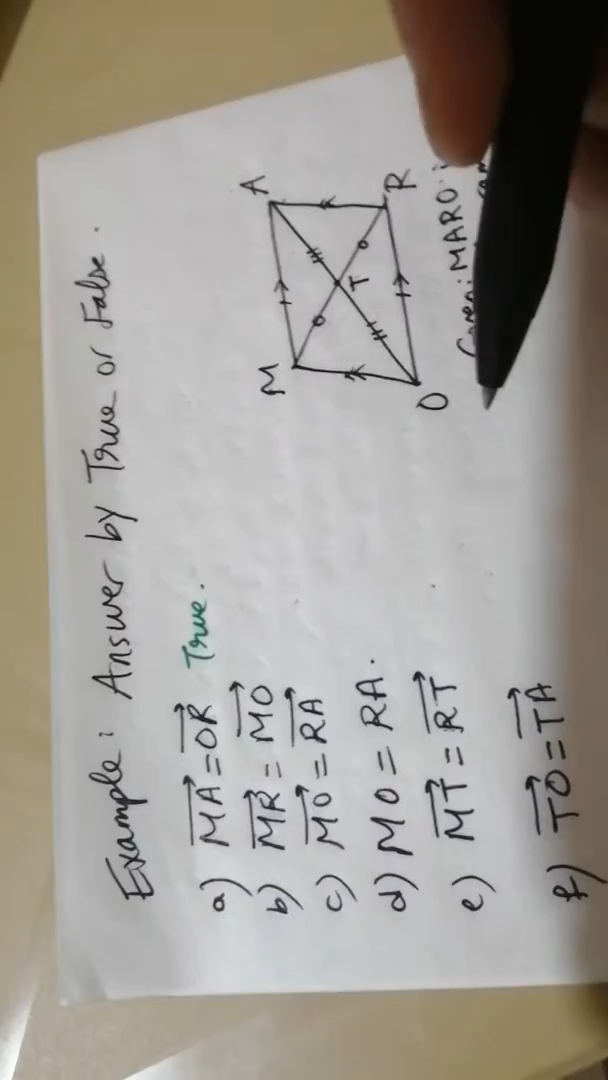 Example: Answer by True or False.
a) MA⃗ = OR⃗ True.
b) MR⃗ = MO⃗
c) MO⃗ = RA⃗
d) MO = RA.
e) MT⃗ = RT⃗
f) TO⃗ = TA⃗
M A
T
O R
MARO